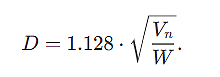 D = 1.128 · √(Vₙ/W).